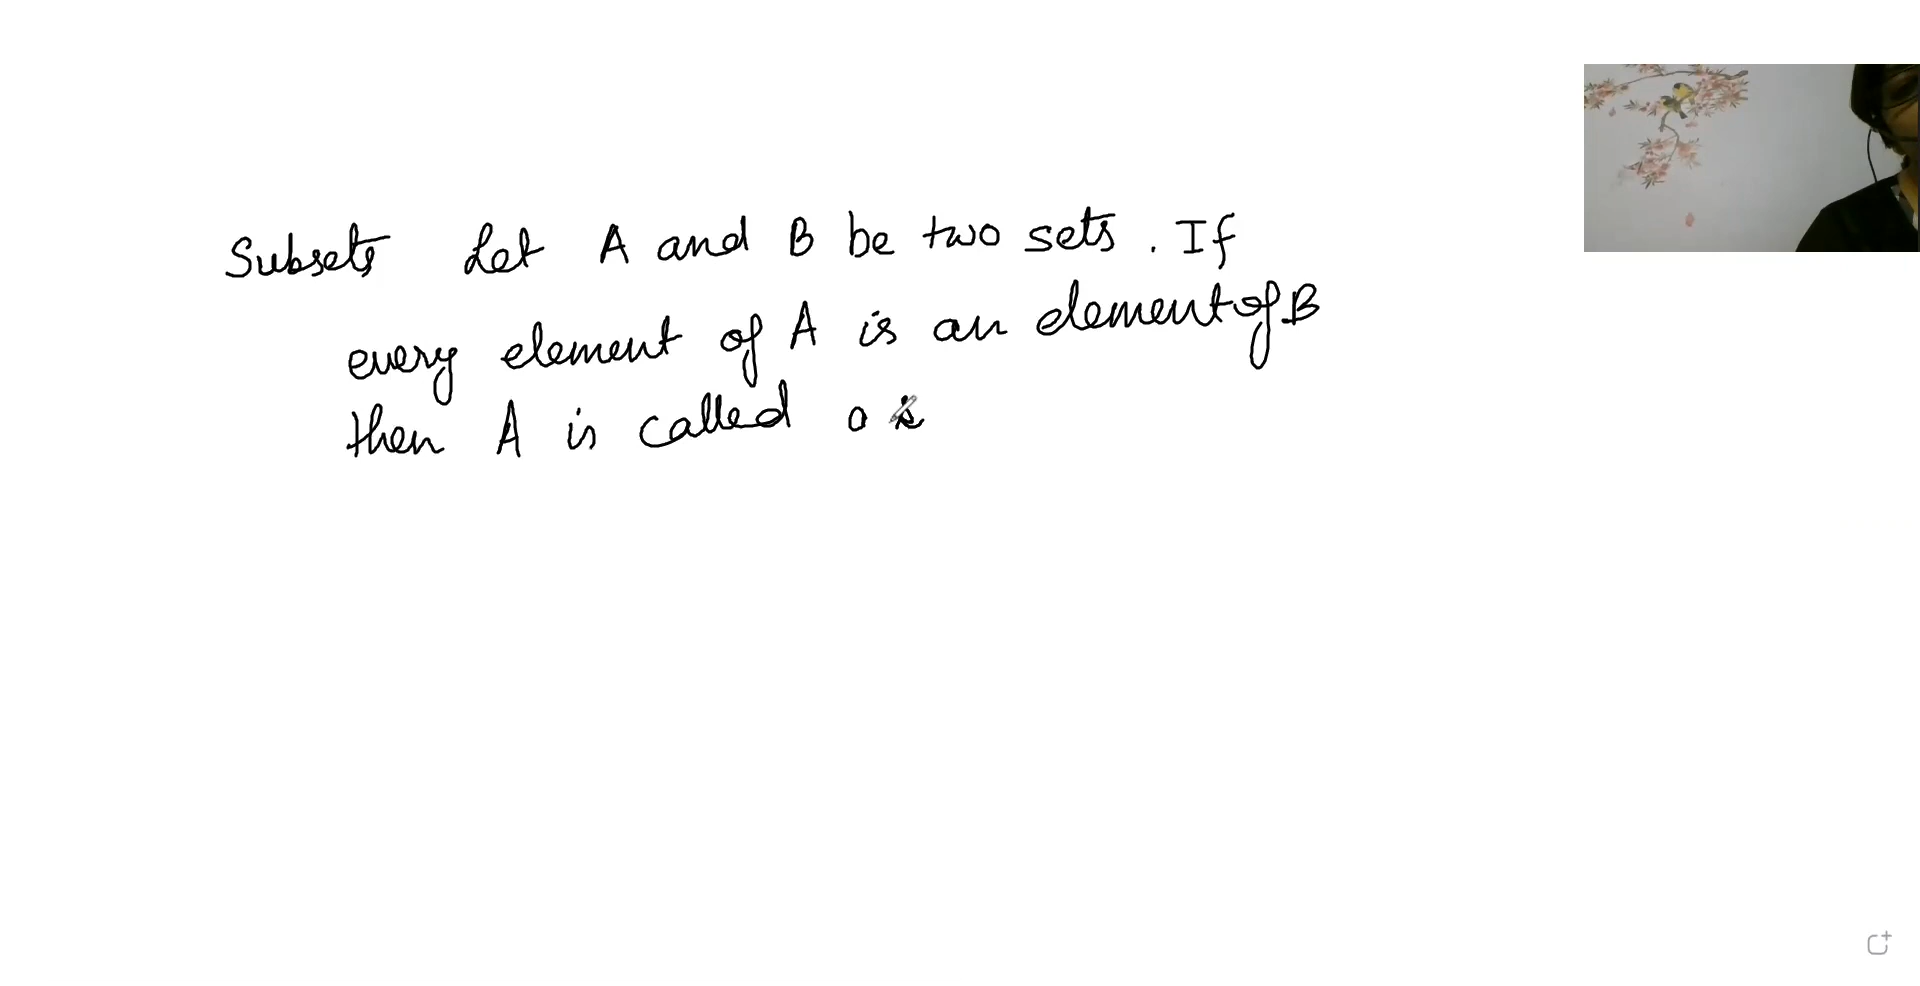 Subsets Let A and B be two sets. If
every element of A is an element of B
then A is called a s